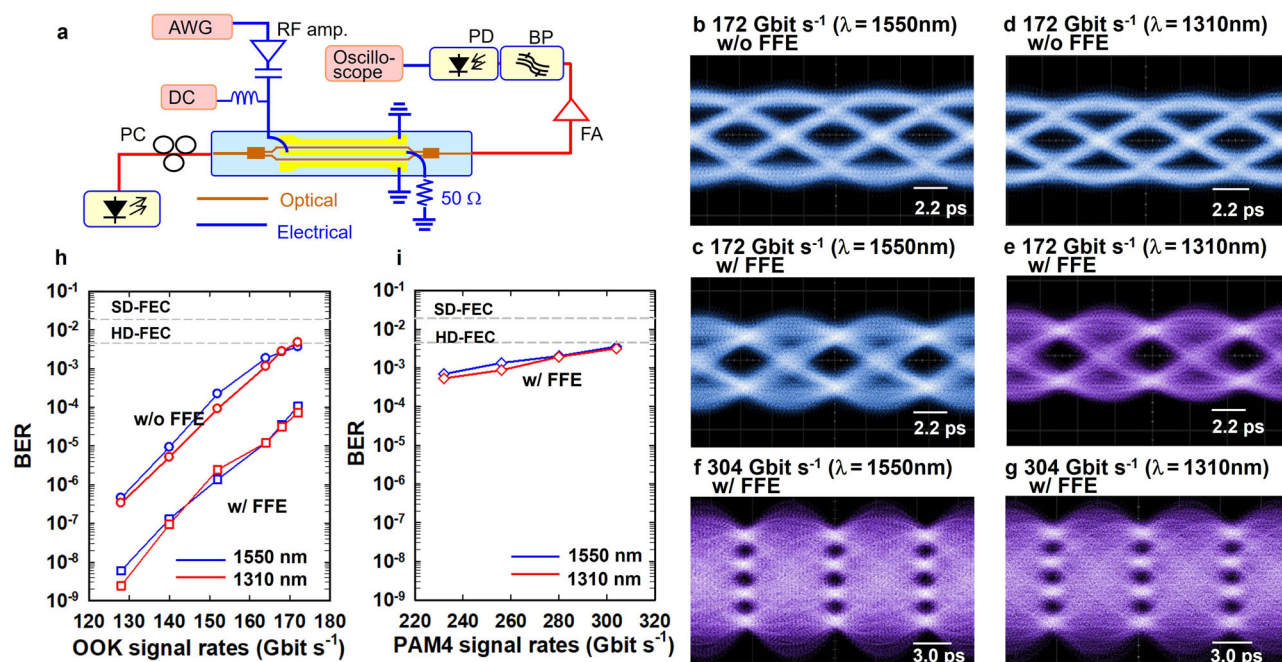 a
AWG
RF amp.
DC
PC
Oscillo-
scope
PD
BP
FA
50 Ω
Optical
Electrical
b 172 Gbit s⁻¹ (λ = 1550nm)
w/o FFE
2.2 ps
d 172 Gbit s⁻¹ (λ = 1310nm)
w/o FFE
2.2 ps
c 172 Gbit s⁻¹ (λ = 1550nm)
w/ FFE
2.2 ps
e 172 Gbit s⁻¹ (λ = 1310nm)
w/ FFE
2.2 ps
f 304 Gbit s⁻¹ (λ = 1550nm)
w/ FFE
3.0 ps
g 304 Gbit s⁻¹ (λ = 1310nm)
w/ FFE
3.0 ps
h
BER
10⁻¹
10⁻²
10⁻³
10⁻⁴
10⁻⁵
10⁻⁶
10⁻⁷
10⁻⁸
10⁻⁹
SD-FEC
HD-FEC
w/o FFE
w/ FFE
1550 nm
1310 nm
120 130 140 150 160 170 180
OOK signal rates (Gbit s⁻¹)
i
BER
10⁻¹
10⁻²
10⁻³
10⁻⁴
10⁻⁵
10⁻⁶
10⁻⁷
10⁻⁸
10⁻⁹
SD-FEC
HD-FEC
w/ FFE
1550 nm
1310 nm
220 240 260 280 300 320
PAM4 signal rates (Gbit s⁻¹)